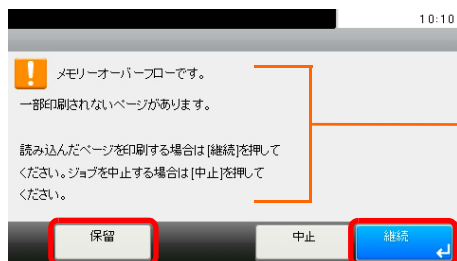 10:10
メモリーオーバーフローです。
一部印刷されないページがあります。
読み込んだページを印刷する場合は[継続]を押して
ください。ジョブを中止する場合は[中止]を押して
ください。
保留
中止
継続